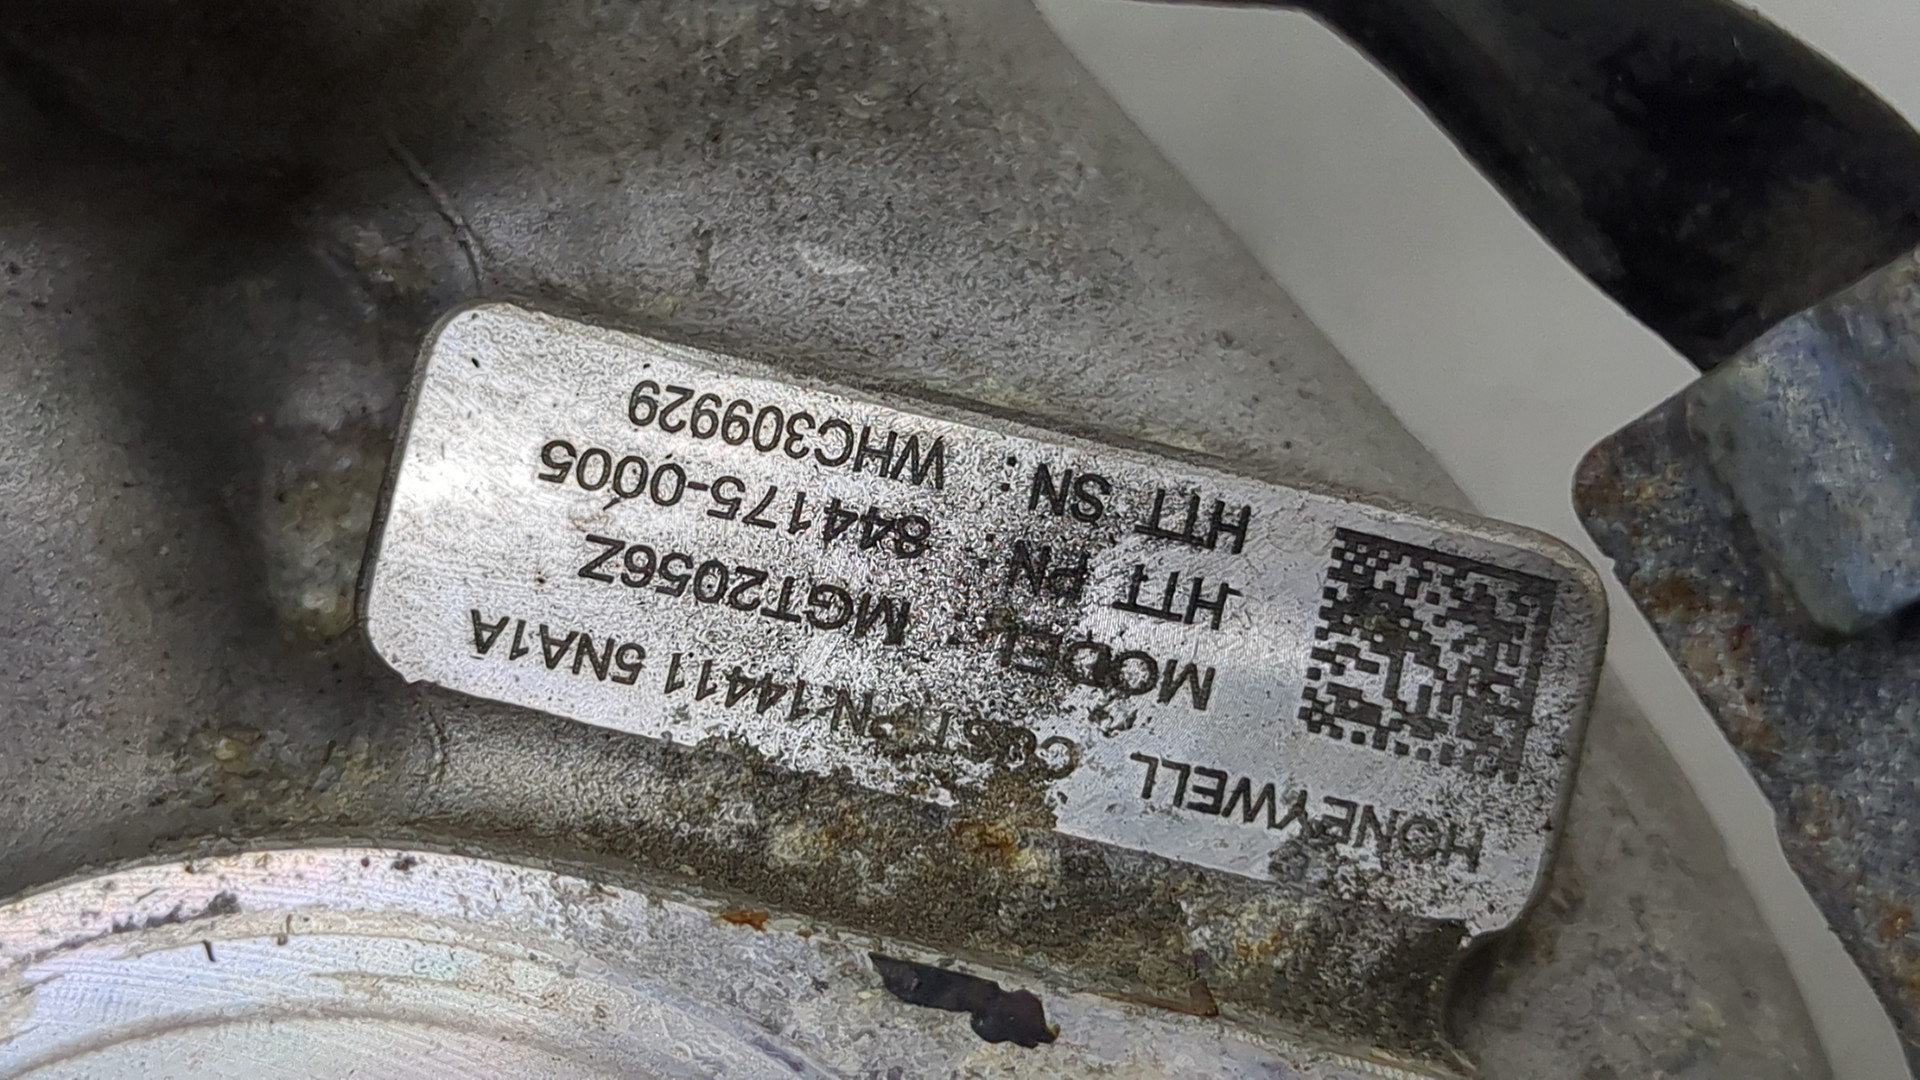 HTT SN : WHC309929
HTT PN : 844175-0005
MODEL : MGT2056Z
HONEYWELL CUST PN:14411 5NA1A